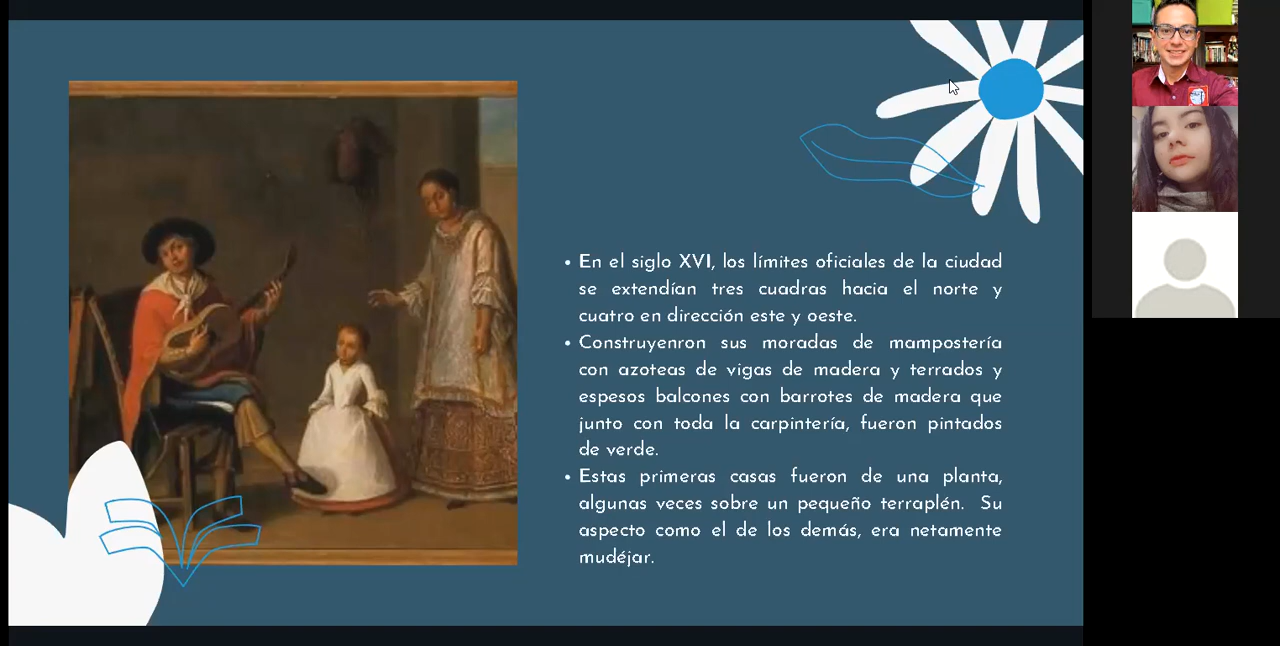 • En el siglo XVI, los límites oficiales de la ciudad
se extendían tres cuadras hacia el norte y
cuatro en dirección este y oeste.
• Construyenron sus moradas de mampostería
con azoteas de vigas de madera y terrados y
espesos balcones con barrotes de madera que
junto con toda la carpintería, fueron pintados
de verde.
• Estas primeras casas fueron de una planta,
algunas veces sobre un pequeño terraplén.  Su
aspecto como el de los demás, era netamente
mudéjar.